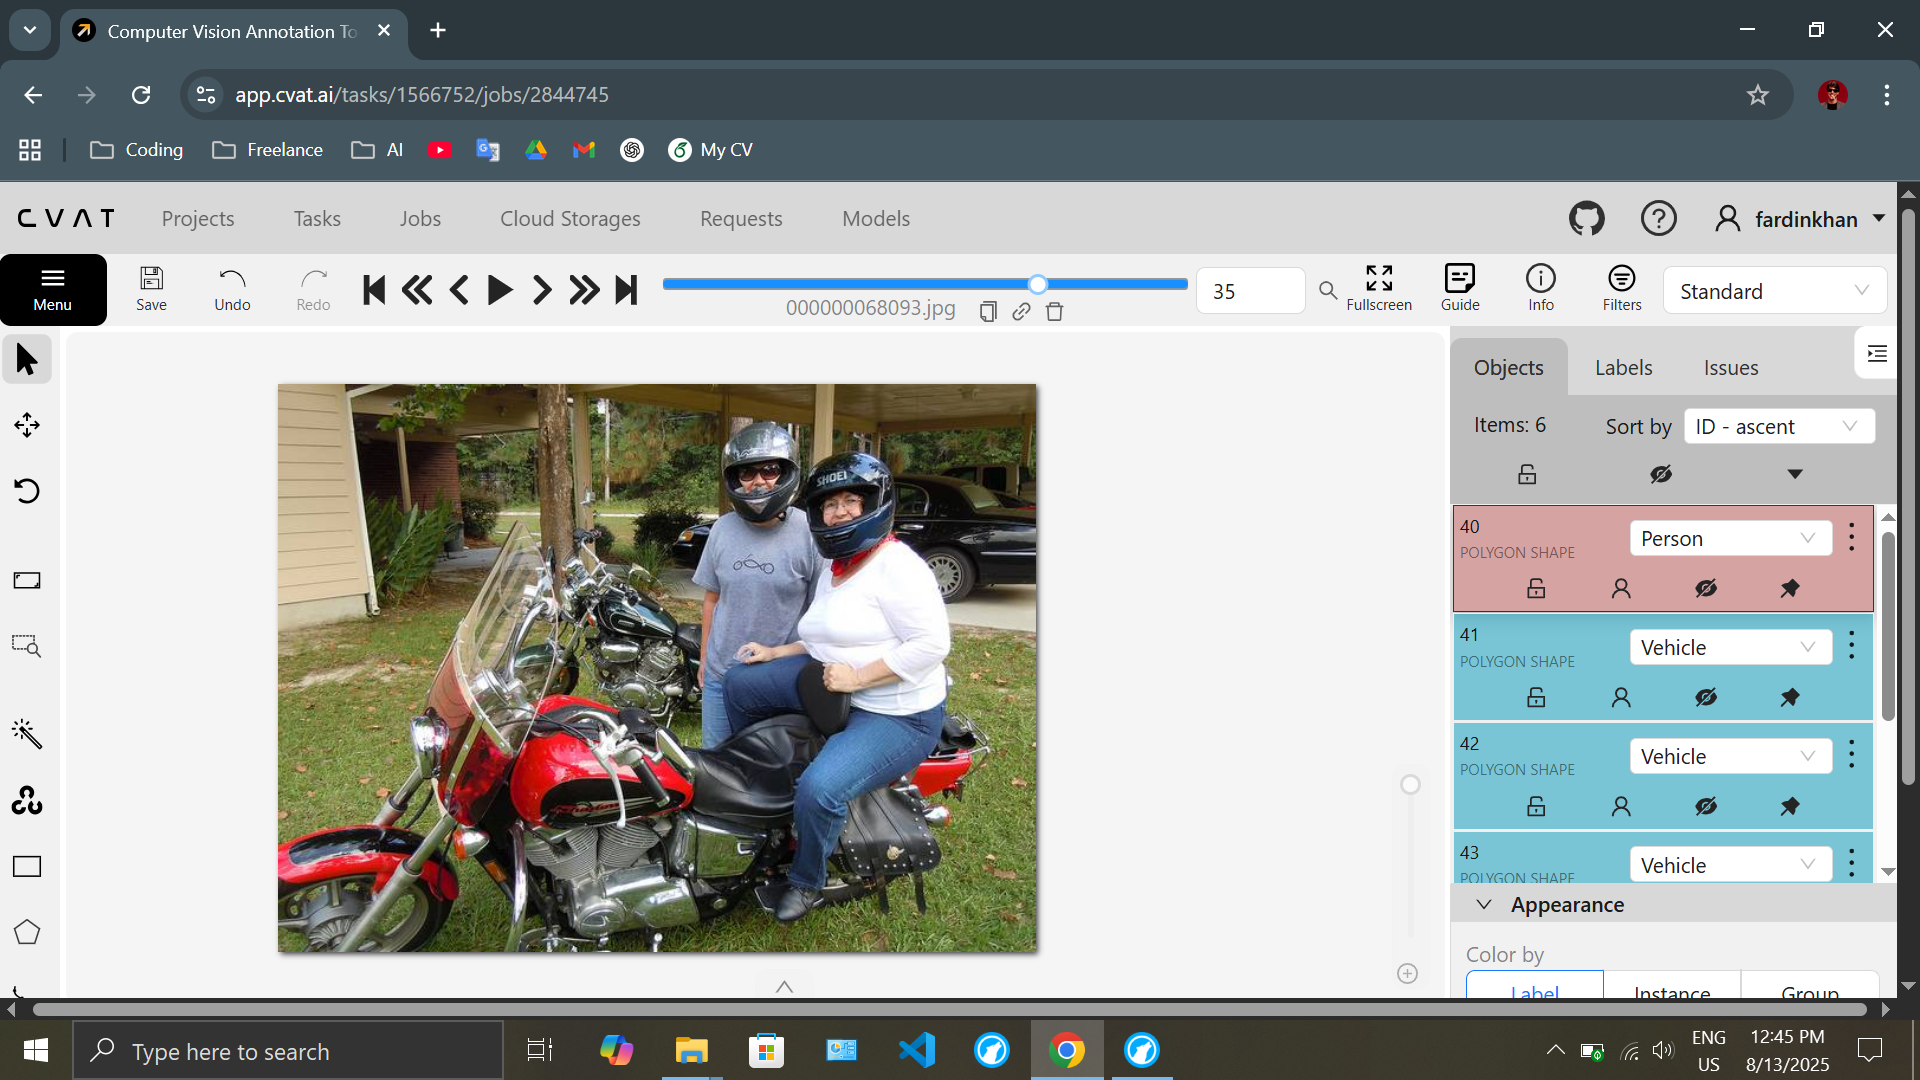 Computer Vision Annotation To
app.cvat.ai/tasks/1566752/jobs/2844745
Coding
Freelance
AI
My CV
CVAT
Projects
Tasks
Jobs
Cloud Storages
Requests
Models
fardinkhan
Menu
Save
Undo
Redo
000000068093.jpg
35
Fullscreen
Guide
Info
Filters
Standard
Objects
Labels
Issues
Items: 6
Sort by
ID - ascent
40
POLYGON SHAPE
Person
41
POLYGON SHAPE
Vehicle
42
POLYGON SHAPE
Vehicle
43
POLYGON SHAPE
Vehicle
Appearance
Color by
Label
Instance
Group
SHOEI
Type here to search
ENG
US
12:45 PM
8/13/2025